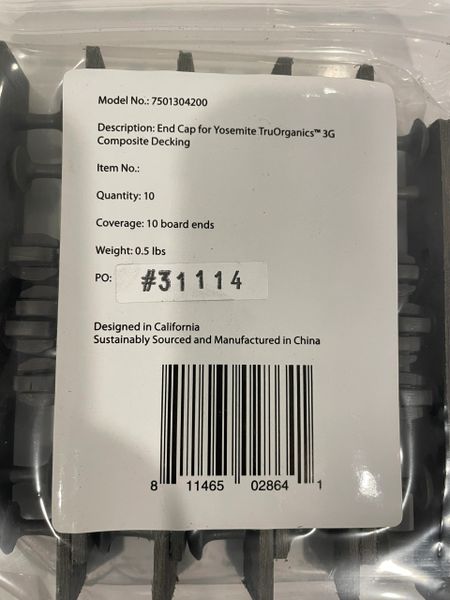 Model No.: 7501304200
Description: End Cap for Yosemite TruOrganics™ 3G
Composite Decking
Item No.:
Quantity: 10
Coverage: 10 board ends
Weight: 0.5 lbs
PO: #31114
Designed in California
Sustainably Sourced and Manufactured in China
8 11465 02864 1